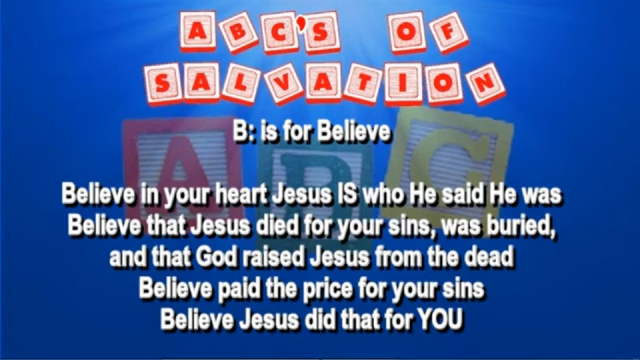 ABC'S OF
SALVATION
B: is for Believe
A B C
Believe in your heart Jesus IS who He said He was
Believe that Jesus died for your sins, was buried,
and that God raised Jesus from the dead
Believe paid the price for your sins
Believe Jesus did that for YOU